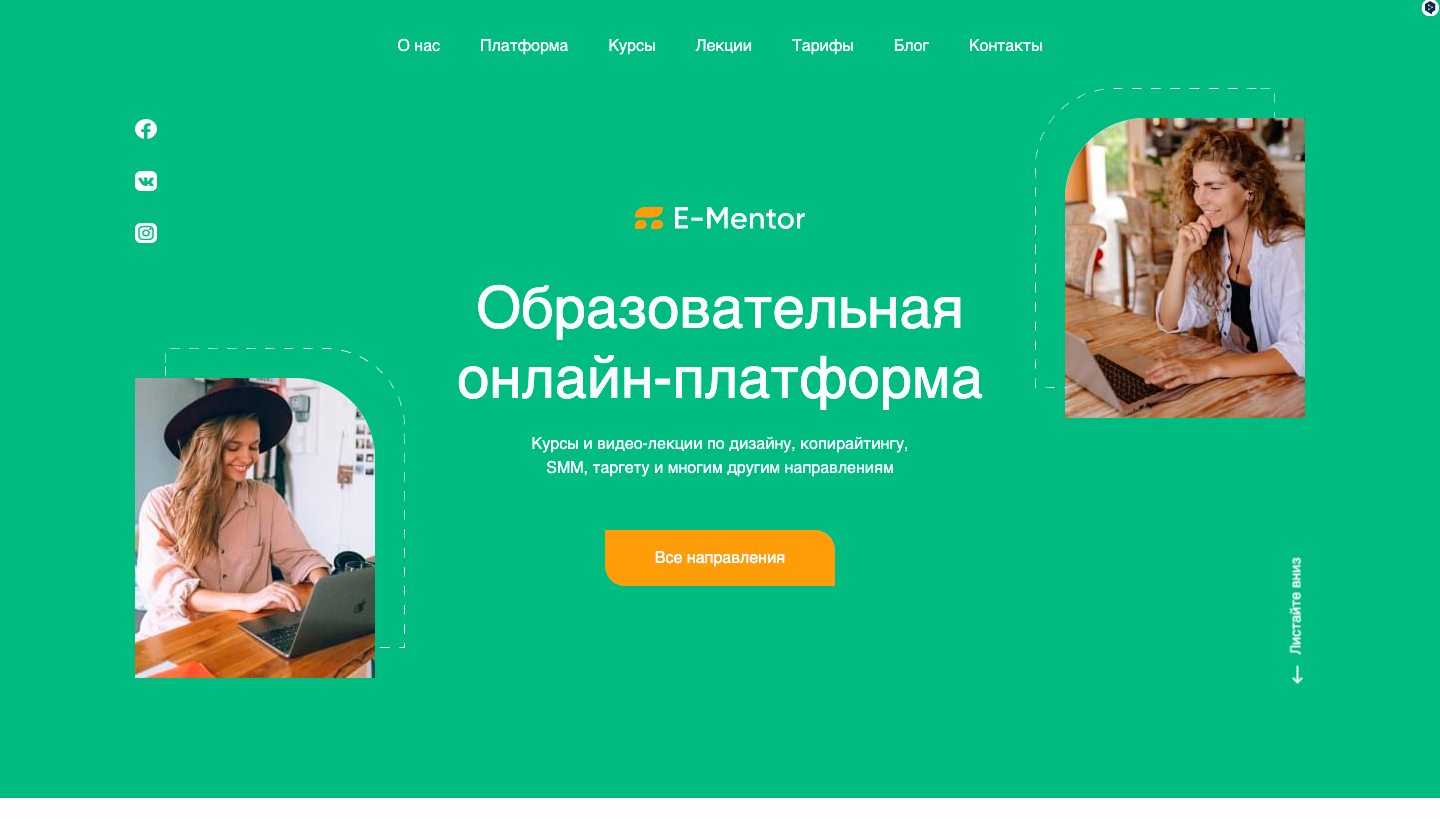 О нас
Платформа
Курсы
Лекции
Тарифы
Блог
Контакты
E-Mentor
Образовательная
онлайн-платформа
Курсы и видео-лекции по дизайну, копирайтингу,
SMM, таргету и многим другим направлениям
Все направления
Листайте вниз